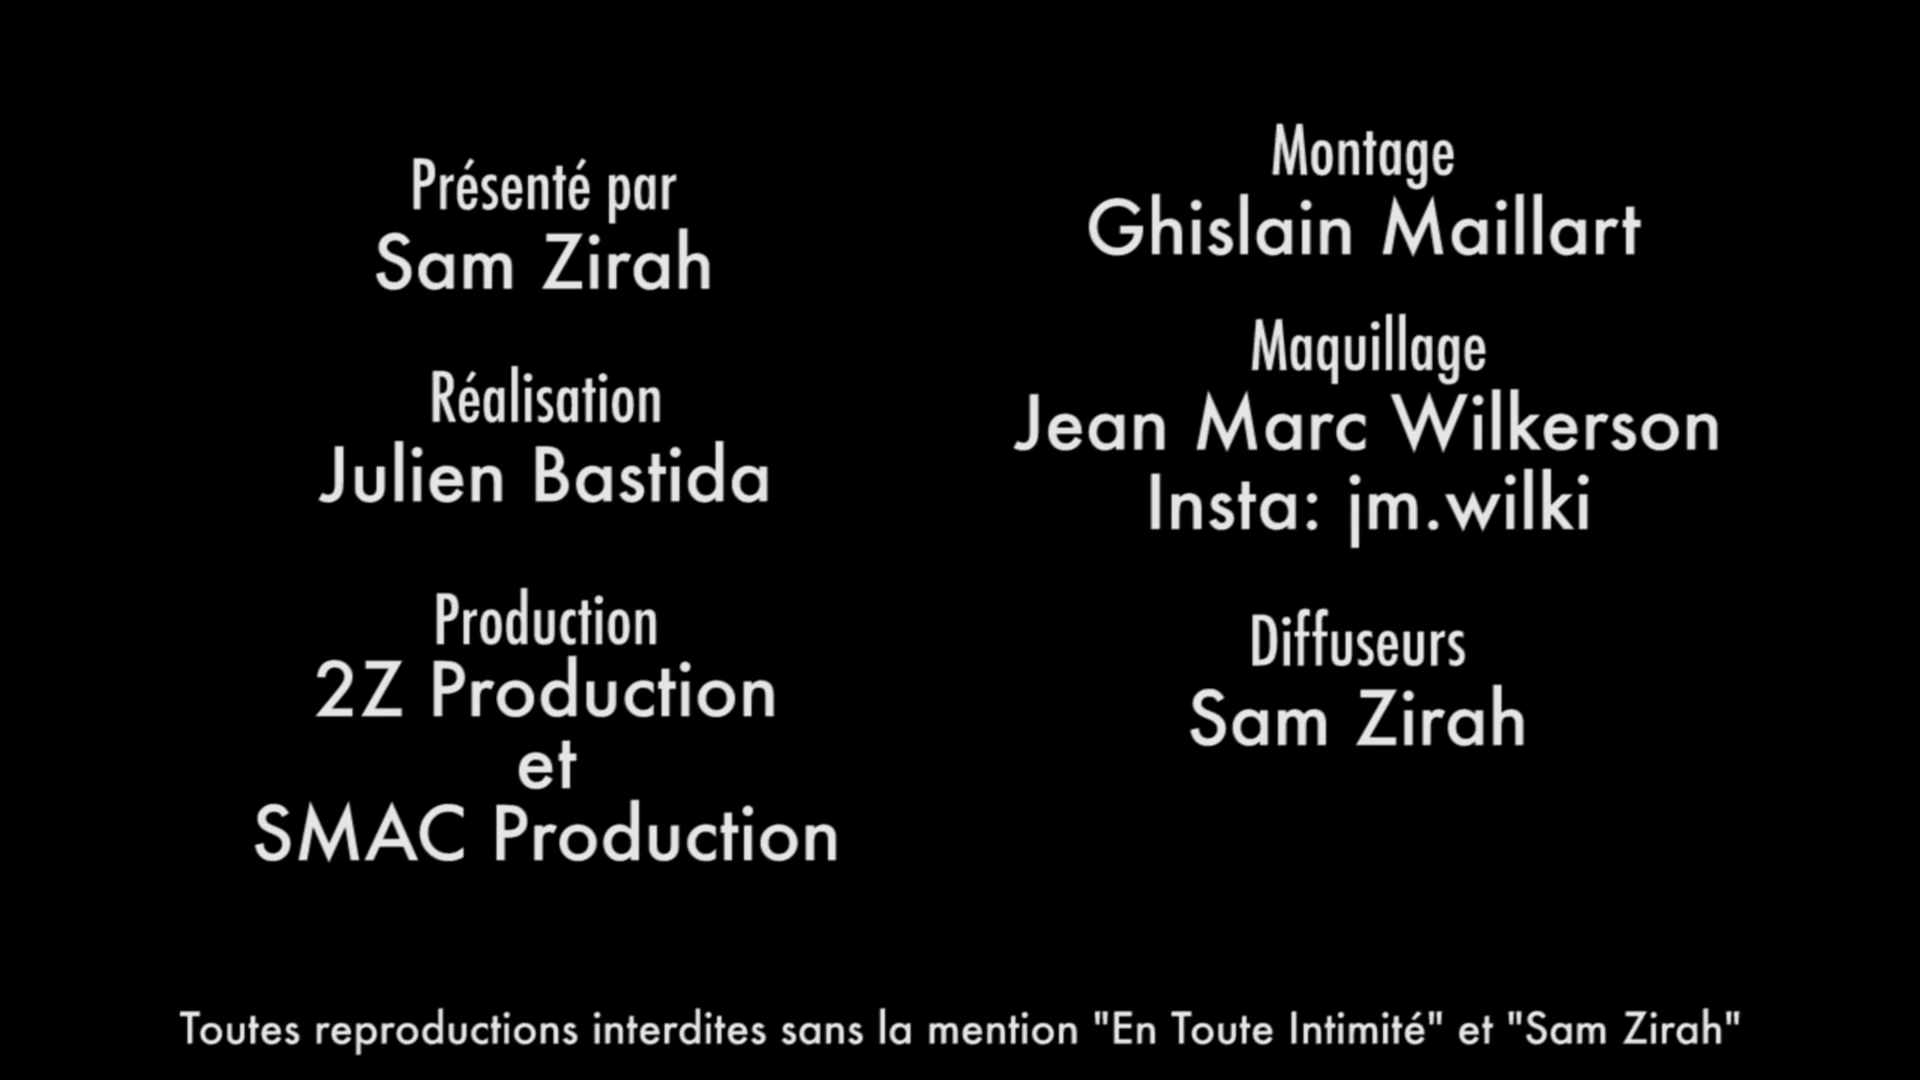 Présenté par
Sam Zirah
Réalisation
Julien Bastida
Production
2Z Production
et
SMAC Production
Montage
Ghislain Maillart
Maquillage
Jean Marc Wilkerson
Insta: jm.wilki
Diffuseurs
Sam Zirah
Toutes reproductions interdites sans la mention "En Toute Intimité" et "Sam Zirah"